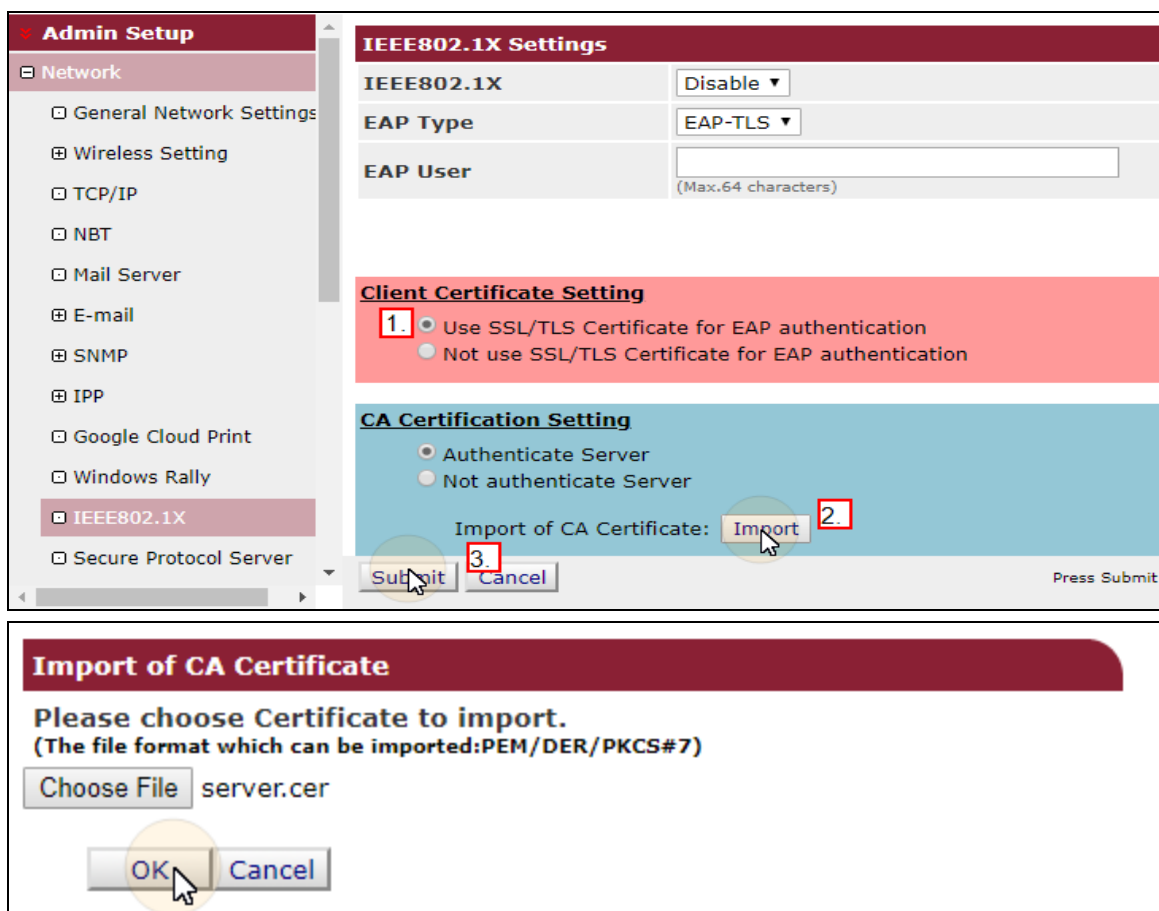 Admin Setup
Network
General Network Settings
Wireless Setting
TCP/IP
NBT
Mail Server
E-mail
SNMP
IPP
Google Cloud Print
Windows Rally
IEEE802.1X
Secure Protocol Server
IEEE802.1X Settings
IEEE802.1X Disable
EAP Type EAP-TLS
EAP User
(Max.64 characters)
Client Certificate Setting
1. Use SSL/TLS Certificate for EAP authentication
Not use SSL/TLS Certificate for EAP authentication
CA Certification Setting
Authenticate Server
Not authenticate Server
Import of CA Certificate: Import 2.
3.
Submit Cancel Press Submit
Import of CA Certificate
Please choose Certificate to import.
(The file format which can be imported:PEM/DER/PKCS#7)
Choose File server.cer
OK Cancel